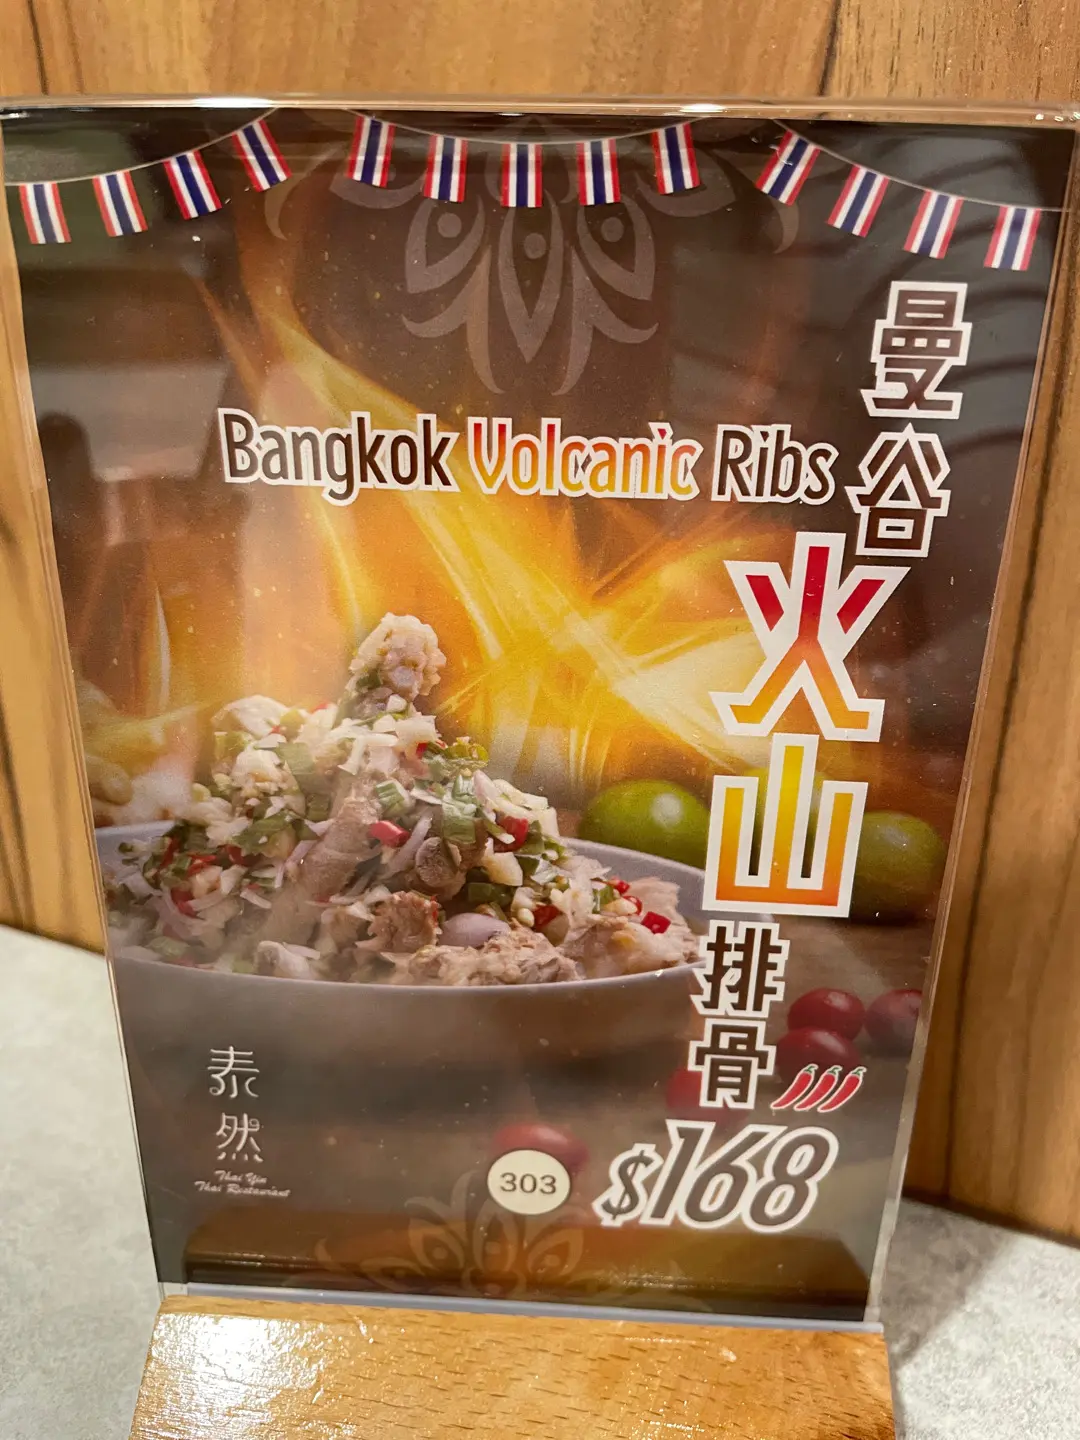 Bangkok Volcanic Ribs
曼谷
火山
排骨
泰然
Thai Yin
Thai Restaurant
303
$168